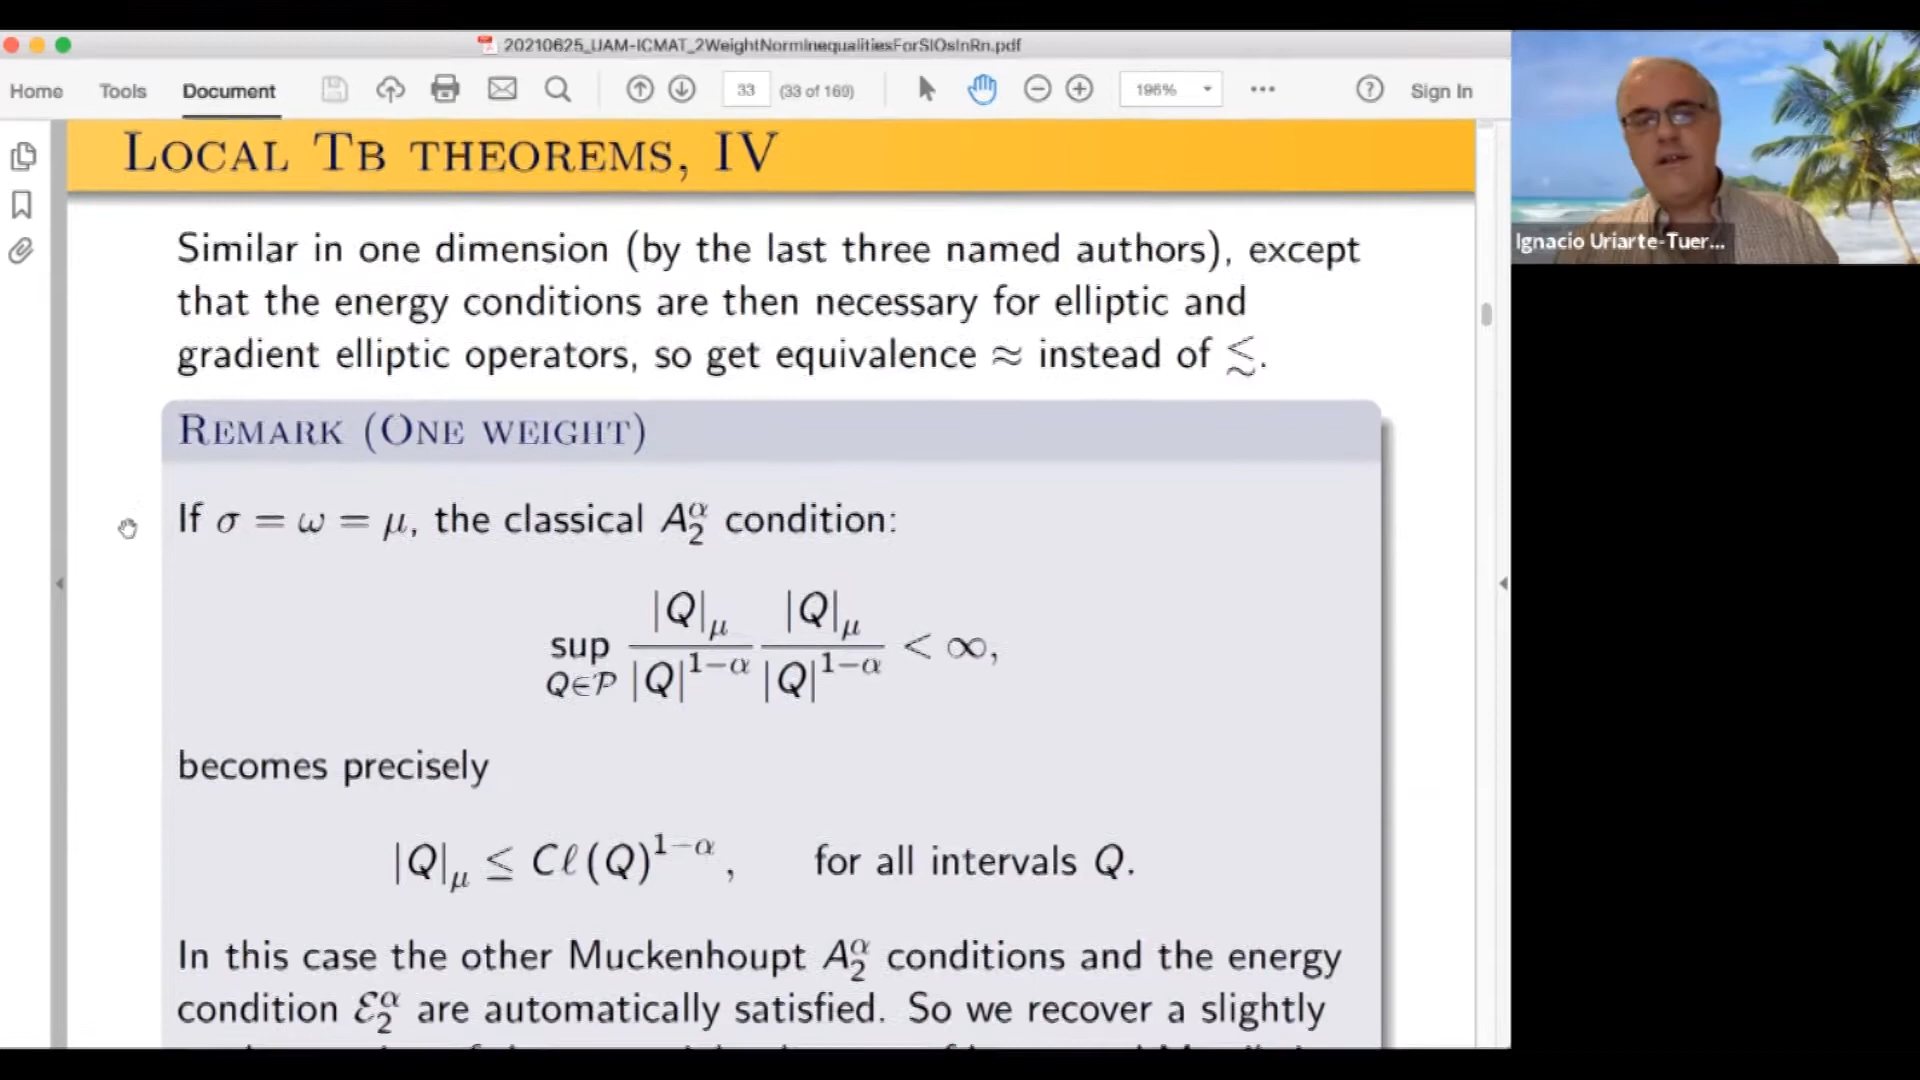 20210625_UAM-ICMAT_2WeightNormInequalitiesForSIOsInRn.pdf
Home Tools Document 33 (33 of 169) 196% ••• ? Sign In
LOCAL TB THEOREMS, IV
Similar in one dimension (by the last three named authors), except
that the energy conditions are then necessary for elliptic and
gradient elliptic operators, so get equivalence ≈ instead of ≲.
REMARK (ONE WEIGHT)
If σ = ω = μ, the classical A₂^α condition:
sup_{Q∈𝒫} |Q|_μ / |Q|^{1−α} |Q|_μ / |Q|^{1−α} < ∞,
becomes precisely
|Q|_μ ≤ Cℓ(Q)^{1−α}, for all intervals Q.
In this case the other Muckenhoupt A₂^α conditions and the energy
condition ℰ₂^α are automatically satisfied. So we recover a slightly
Ignacio Uriarte-Tuer...